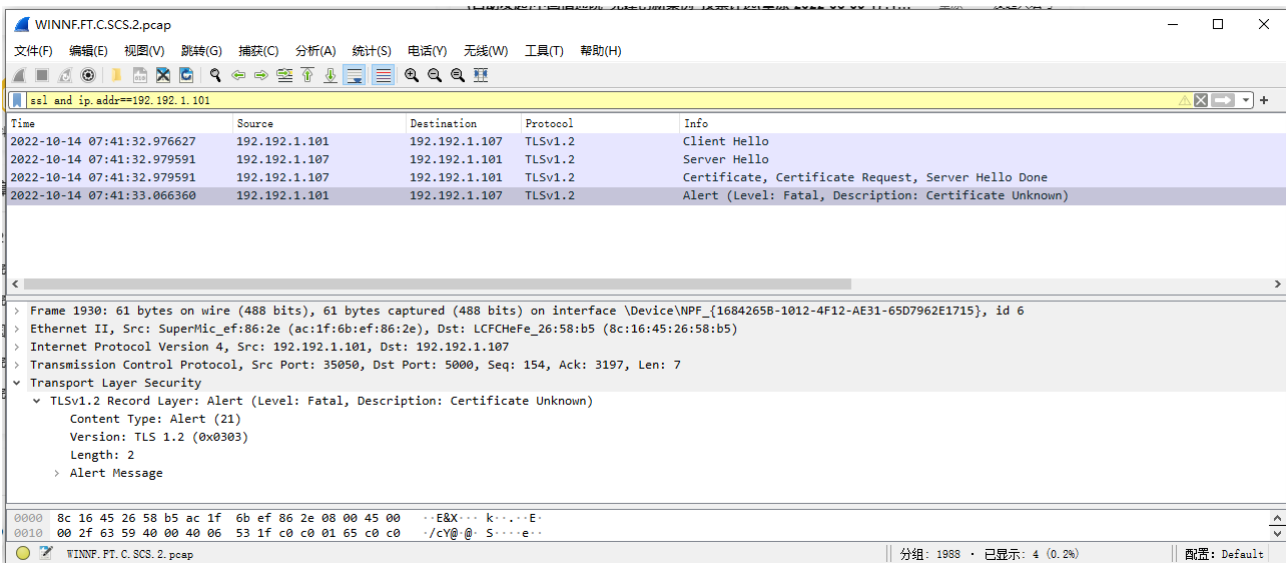 WINNF.FT.C.SCS.2.pcap
文件(F) 编辑(E) 视图(V) 跳转(G) 捕获(C) 分析(A) 统计(S) 电话(Y) 无线(W) 工具(T) 帮助(H)
ssl and ip.addr==192.192.1.101
Time Source Destination Protocol Info
2022-10-14 07:41:32.976627 192.192.1.101 192.192.1.107 TLSv1.2 Client Hello
2022-10-14 07:41:32.979591 192.192.1.107 192.192.1.101 TLSv1.2 Server Hello
2022-10-14 07:41:32.979591 192.192.1.107 192.192.1.101 TLSv1.2 Certificate, Certificate Request, Server Hello Done
2022-10-14 07:41:33.066360 192.192.1.101 192.192.1.107 TLSv1.2 Alert (Level: Fatal, Description: Certificate Unknown)
Frame 1930: 61 bytes on wire (488 bits), 61 bytes captured (488 bits) on interface \Device\NPF_{1684265B-1012-4F12-AE31-65D7962E1715}, id 6
Ethernet II, Src: SuperMic_ef:86:2e (ac:1f:6b:ef:86:2e), Dst: LCFCHeFe_26:58:b5 (8c:16:45:26:58:b5)
Internet Protocol Version 4, Src: 192.192.1.101, Dst: 192.192.1.107
Transmission Control Protocol, Src Port: 35050, Dst Port: 5000, Seq: 154, Ack: 3197, Len: 7
Transport Layer Security
TLSv1.2 Record Layer: Alert (Level: Fatal, Description: Certificate Unknown)
Content Type: Alert (21)
Version: TLS 1.2 (0x0303)
Length: 2
Alert Message
0000 8c 16 45 26 58 b5 ac 1f 6b ef 86 2e 08 00 45 00 ··E&X··· k··.··E·
0010 00 2f 63 59 40 00 40 06 53 1f c0 c0 01 65 c0 c0 ·/cY@·@· S····e··
WINNF.FT.C.SCS.2.pcap 分组: 1988 · 已显示: 4 (0.2%) 配置: Default